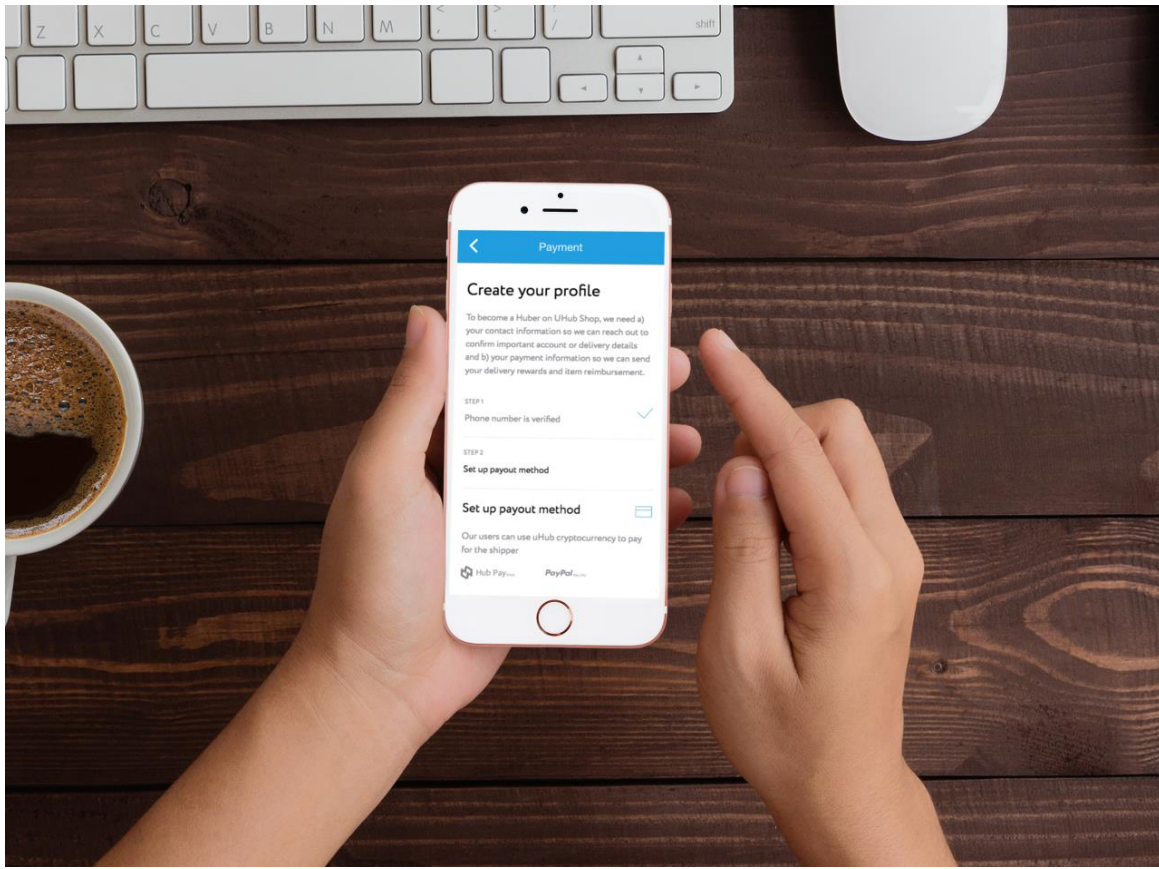 Z X C V B N M < , > . ? / shift
Payment
Create your profile
To become a Huber on UHub Shop, we need a)
your contact information so we can reach out to
confirm important account or delivery details
and b) your payment information so we can send
your delivery rewards and item reimbursement.
STEP 1
Phone number is verified
STEP 2
Set up payout method
Set up payout method
Our users can use uHub cryptocurrency to pay
for the shipper
Hub Pay PayPal